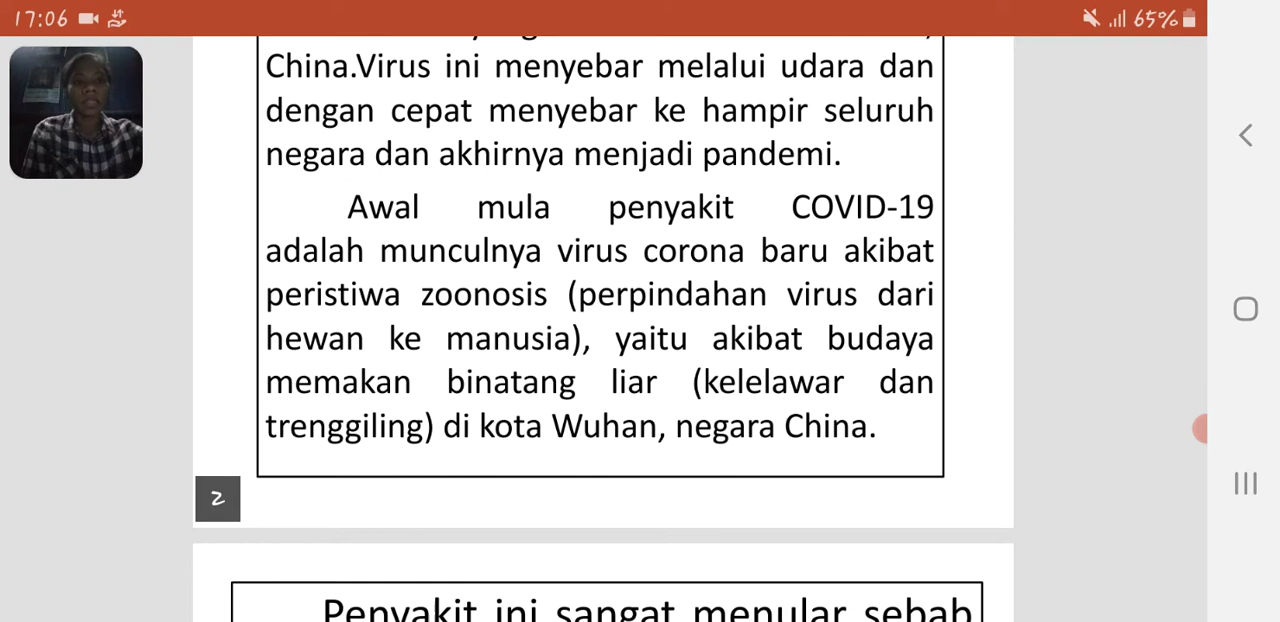 17:06 65%
China.Virus ini menyebar melalui udara dan
dengan cepat menyebar ke hampir seluruh
negara dan akhirnya menjadi pandemi.
Awal mula penyakit COVID-19
adalah munculnya virus corona baru akibat
peristiwa zoonosis (perpindahan virus dari
hewan ke manusia), yaitu akibat budaya
memakan binatang liar (kelelawar dan
trenggiling) di kota Wuhan, negara China.
2
Penyakit ini sangat menular sebab